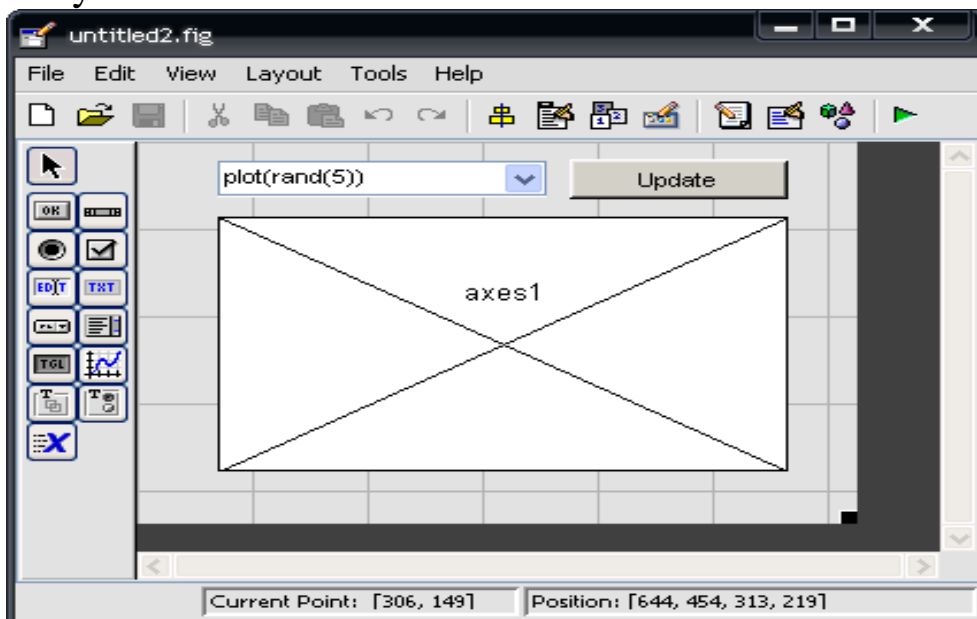 untitled2.fig
File Edit View Layout Tools Help
plot(rand(5)) Update
OK
axes1
EDIT TXT
TGL
T T
X
Current Point: [306, 149] Position: [644, 454, 313, 219]